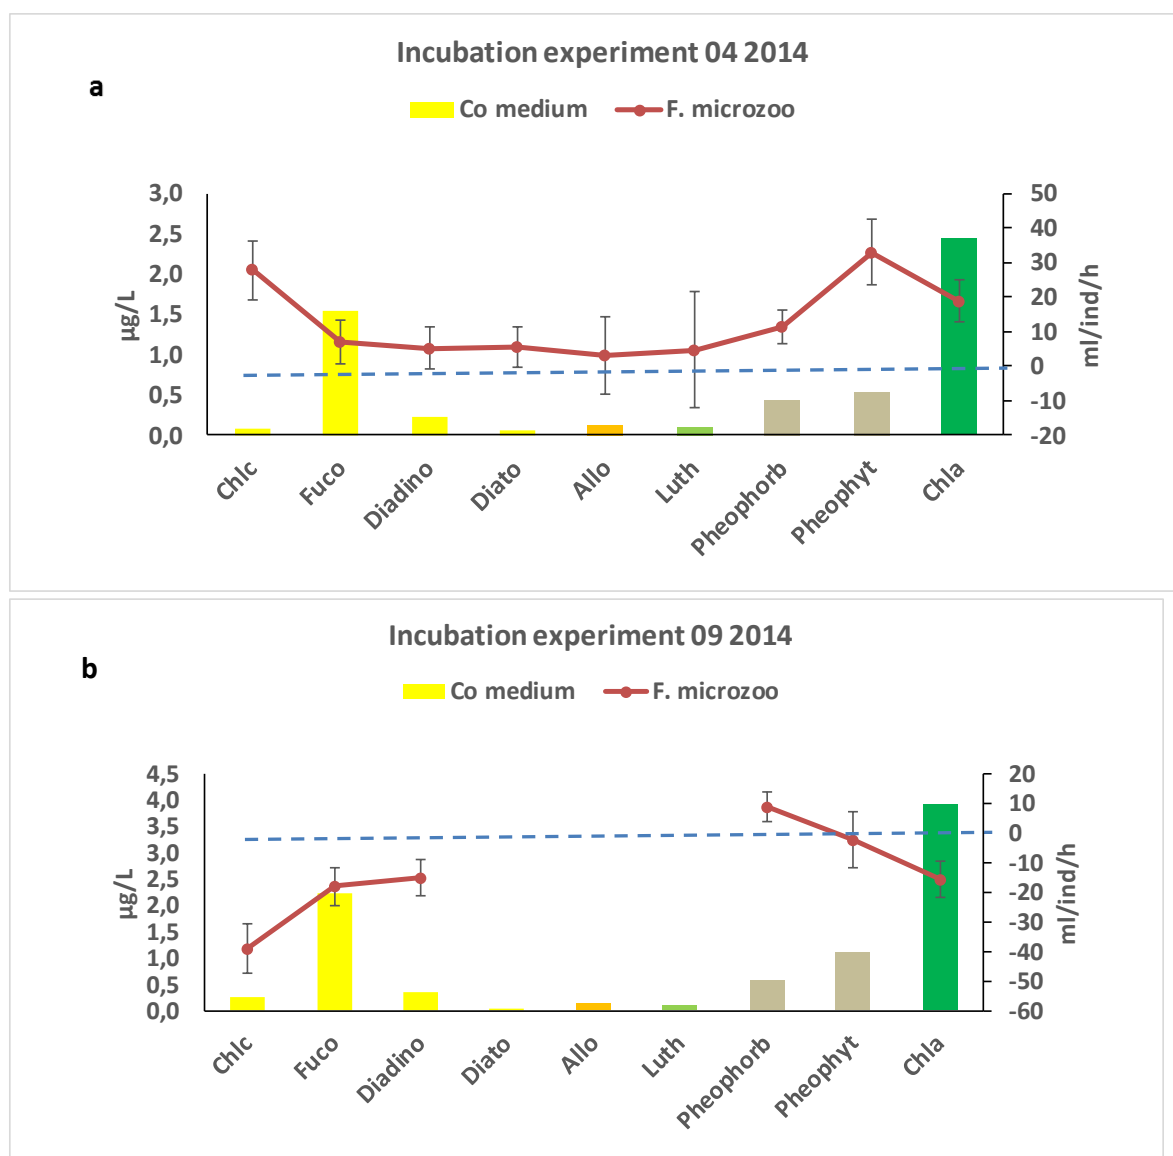 Incubation experiment 04 2014
a
Co medium F. microzoo
3,0
2,5
2,0
1,5
1,0
0,5
0,0
µg/L
50
40
30
20
10
0
-10
-20
ml/ind/h
Chlc Fuco Diadino Diato Allo Luth Pheophorb Pheophyt Chla
Incubation experiment 09 2014
b
Co medium F. microzoo
4,5
4,0
3,5
3,0
2,5
2,0
1,5
1,0
0,5
0,0
µg/L
20
10
0
-10
-20
-30
-40
-50
-60
ml/ind/h
Chlc Fuco Diadino Diato Allo Luth Pheophorb Pheophyt Chla